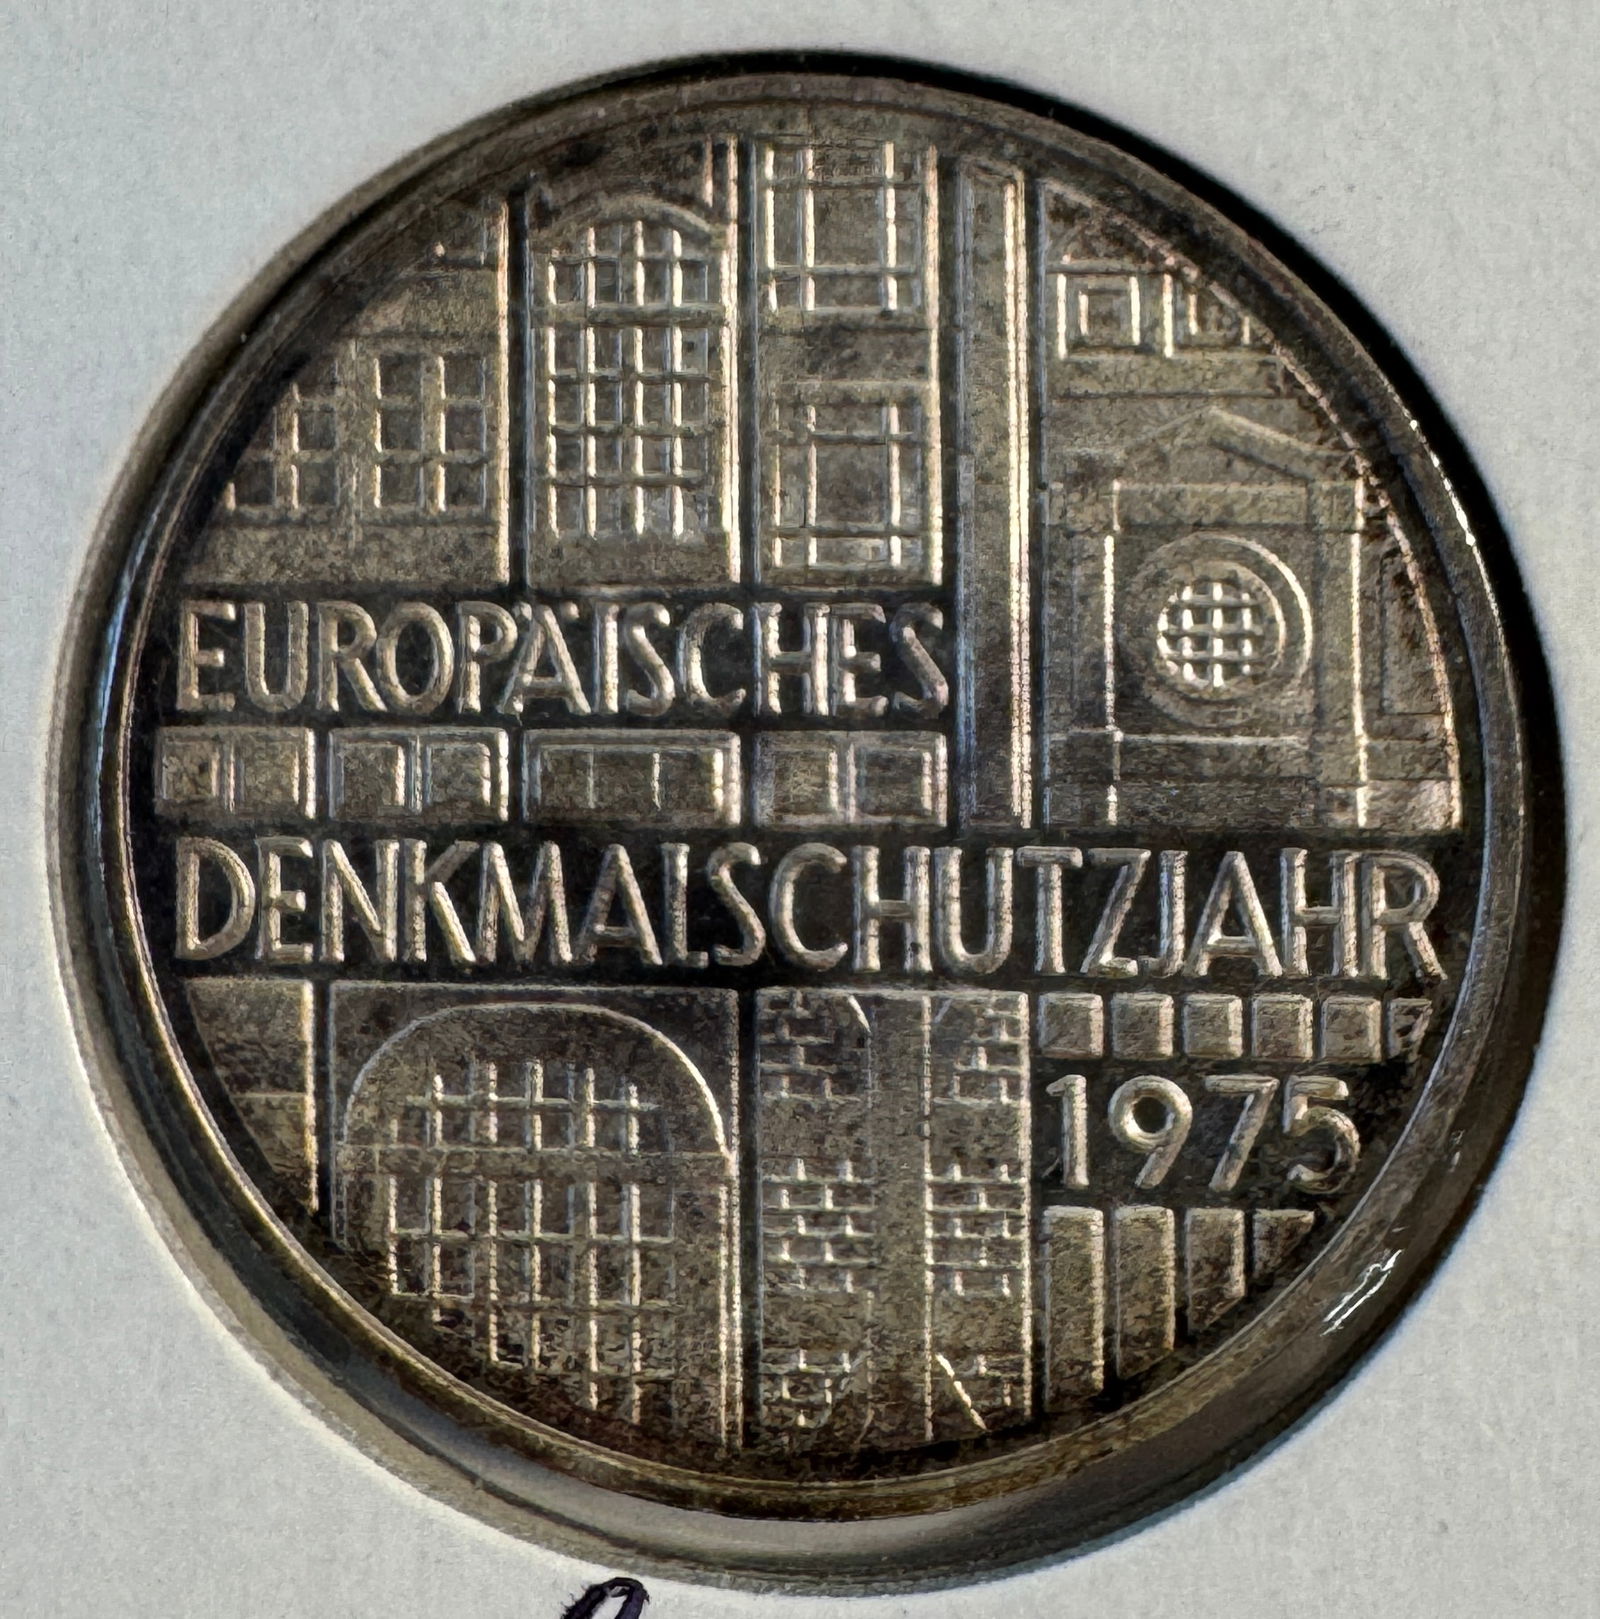 EUROPÄISCHES
DENKMALSCHUTZJAHR
1975